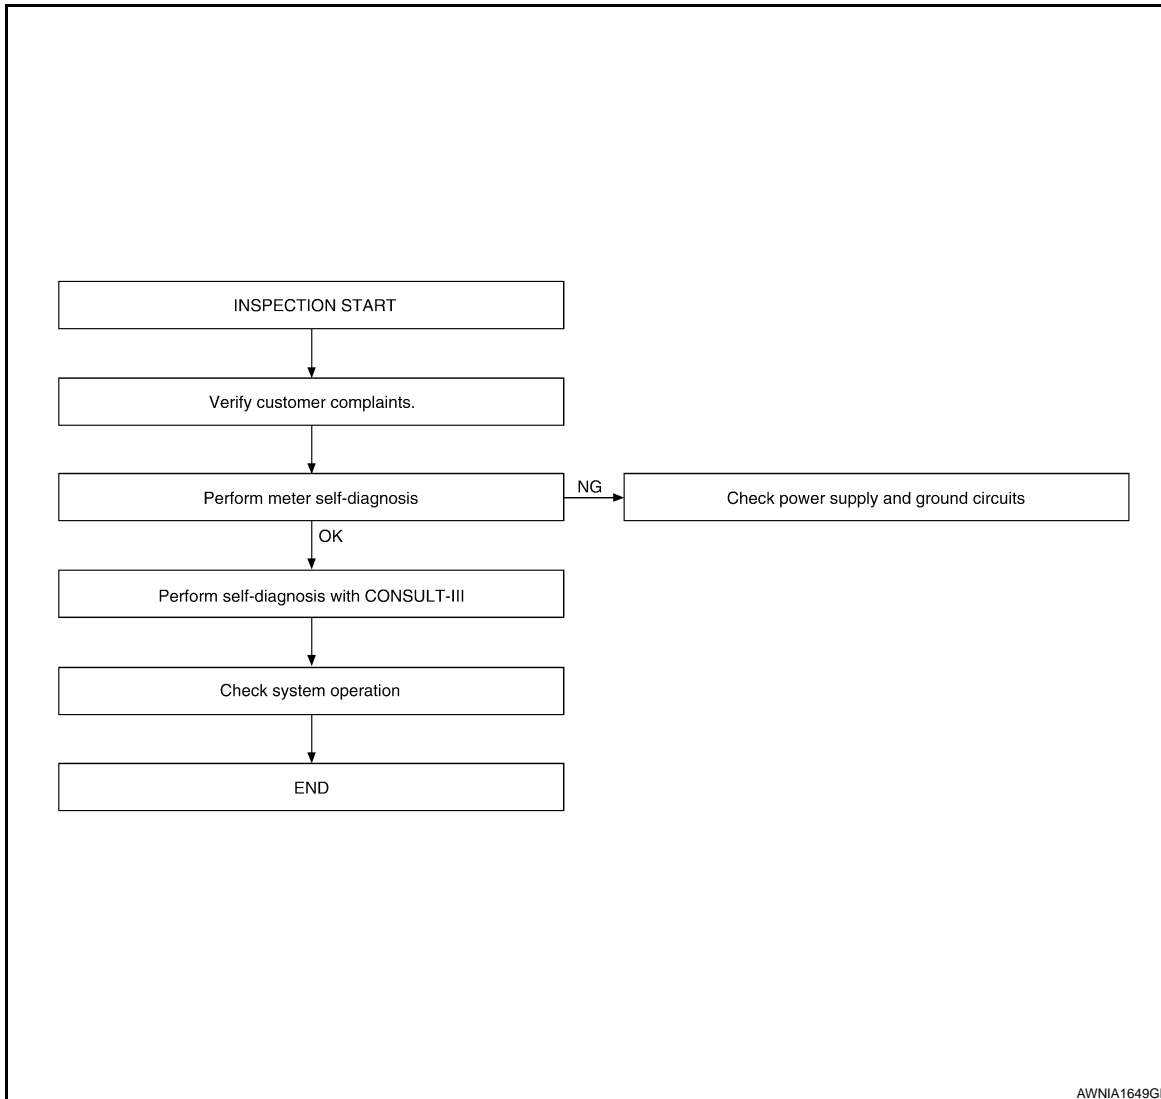 INSPECTION START
Verify customer complaints.
Perform meter self-diagnosis
NG
Check power supply and ground circuits
OK
Perform self-diagnosis with CONSULT-III
Check system operation
END